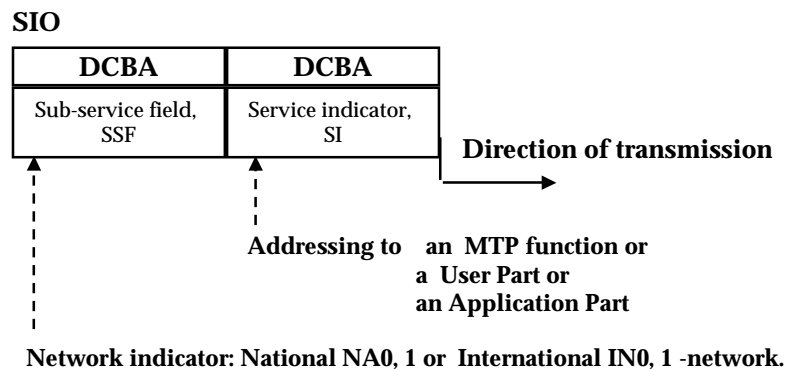 SIO
DCBA DCBA
Sub-service field, Service indicator,
SSF SI
Direction of transmission
Addressing to an MTP function or
a User Part or
an Application Part
Network indicator: National NA0, 1 or International IN0, 1 -network.